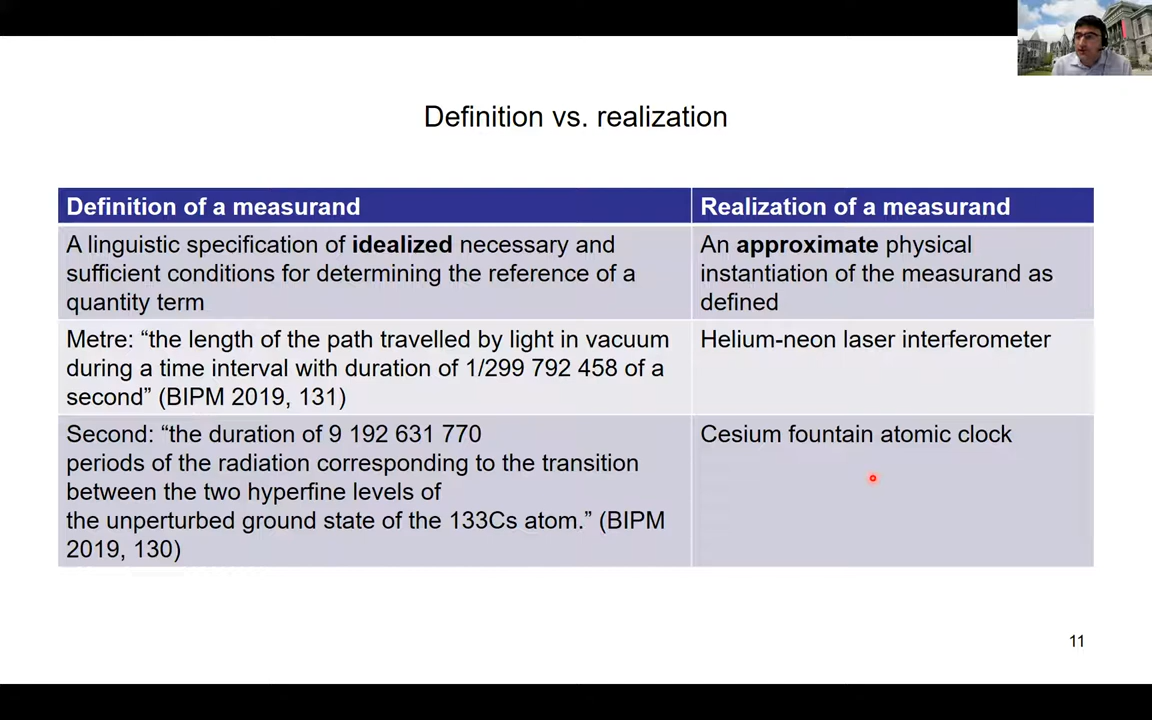 Definition vs. realization
Definition of a measurand
Realization of a measurand
A linguistic specification of idealized necessary and
sufficient conditions for determining the reference of a
quantity term
An approximate physical
instantiation of the measurand as
defined
Metre: “the length of the path travelled by light in vacuum
during a time interval with duration of 1/299 792 458 of a
second” (BIPM 2019, 131)
Helium-neon laser interferometer
Second: “the duration of 9 192 631 770
periods of the radiation corresponding to the transition
between the two hyperfine levels of
the unperturbed ground state of the 133Cs atom.” (BIPM
2019, 130)
Cesium fountain atomic clock
11